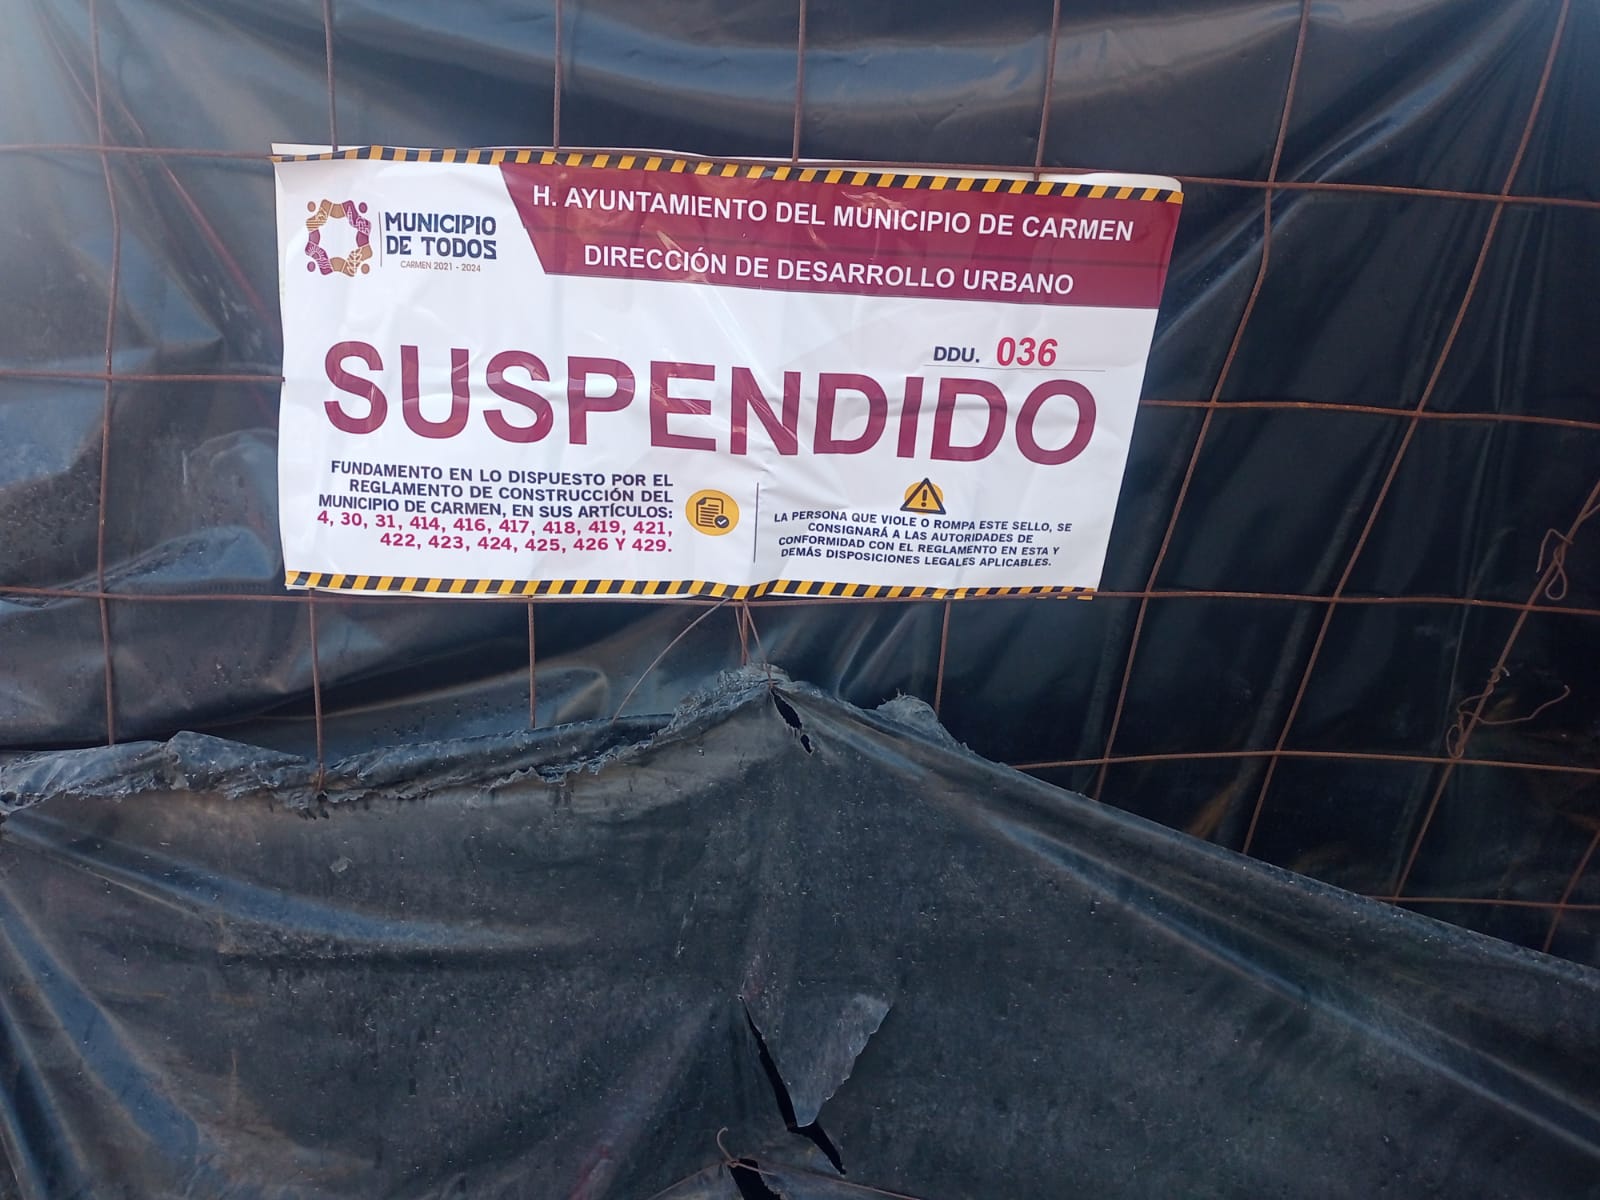 MUNICIPIO
DE TODOS
CARMEN 2021 - 2024
H. AYUNTAMIENTO DEL MUNICIPIO DE CARMEN
DIRECCIÓN DE DESARROLLO URBANO
DDU. 036
SUSPENDIDO
FUNDAMENTO EN LO DISPUESTO POR EL
REGLAMENTO DE CONSTRUCCIÓN DEL
MUNICIPIO DE CARMEN, EN SUS ARTÍCULOS:
4, 30, 31, 414, 416, 417, 418, 419, 421,
422, 423, 424, 425, 426 Y 429.
LA PERSONA QUE VIOLE O ROMPA ESTE SELLO, SE
CONSIGNARÁ A LAS AUTORIDADES DE
CONFORMIDAD CON EL REGLAMENTO EN ESTA Y
DEMÁS DISPOSICIONES LEGALES APLICABLES.